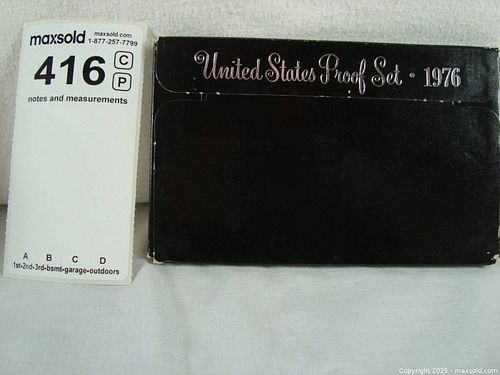 maxsold
maxsold.com
1-877-257-7799
416
C
P
notes and measurements
A B C D
1st-2nd-3rd-bsmt-garage-outdoors
United States Proof Set · 1976
Copyright 2025 - maxsold.com